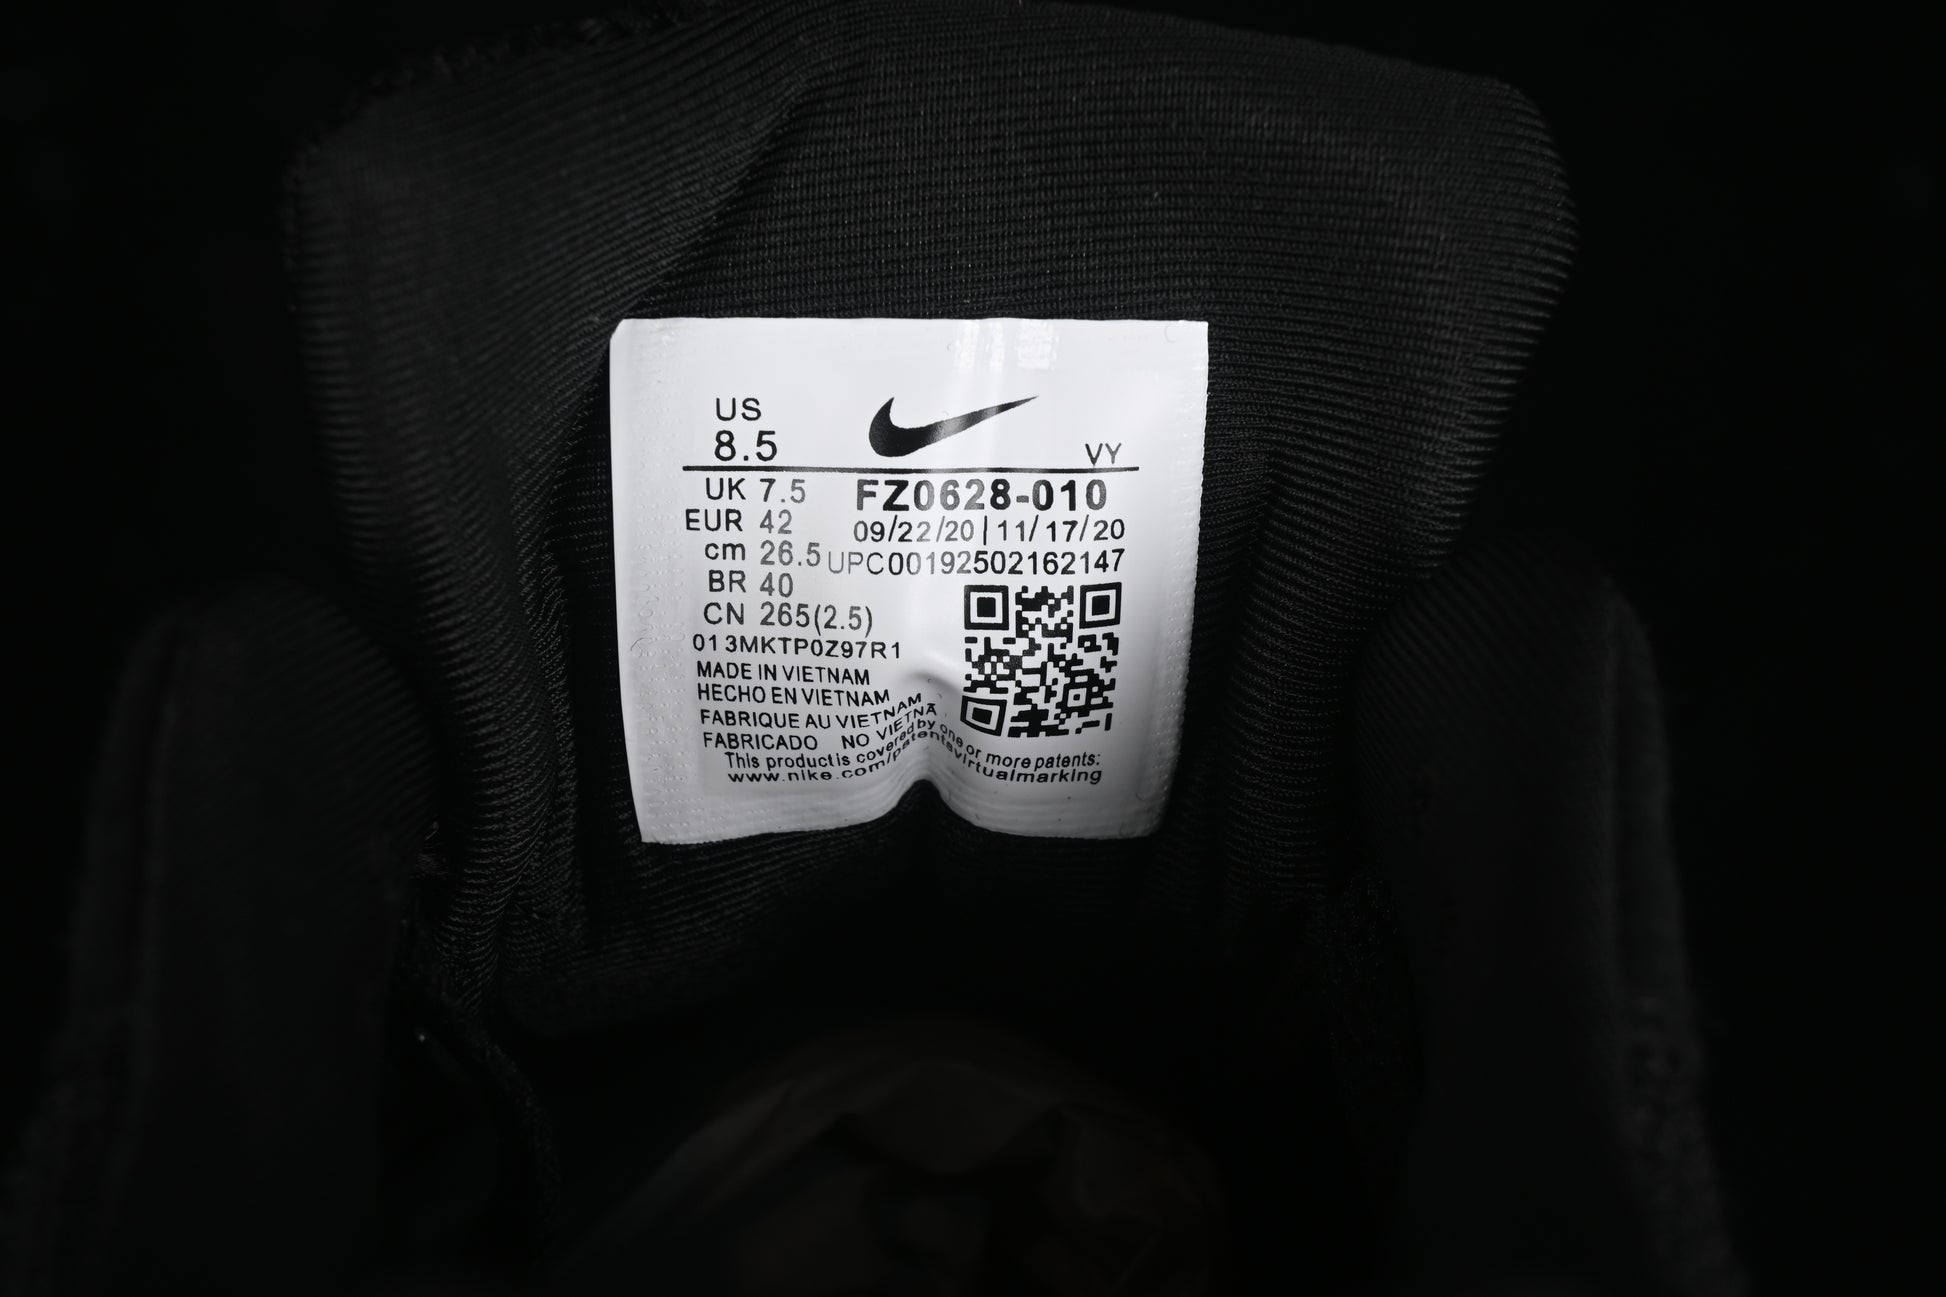 US
8.5
VY
UK 7.5
FZ0628-010
EUR 42
09/22/20|11/17/20
cm 26.5
UPC00192502162147
BR 40
CN 265(2.5)
013MKTP0Z97R1
MADE IN VIETNAM
HECHO EN VIETNAM
FABRIQUE AU VIETNAM
FABRICADO NO VIETNÃ
This product is covered by one or more patents:
www.nike.com/patentsvirtualmarking